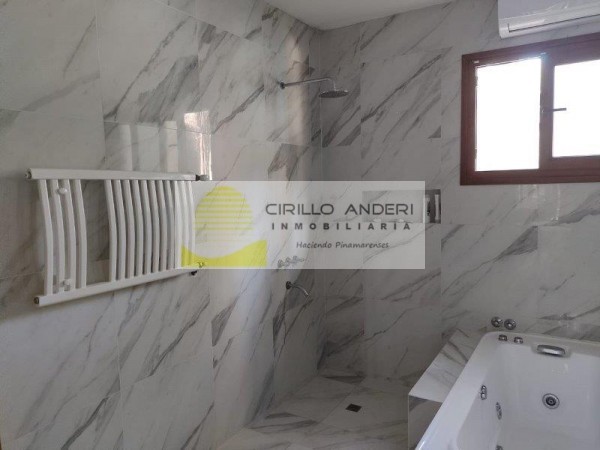 CIRILLO ANDERI
INMOBILIARIA
Haciendo Pinamarenses